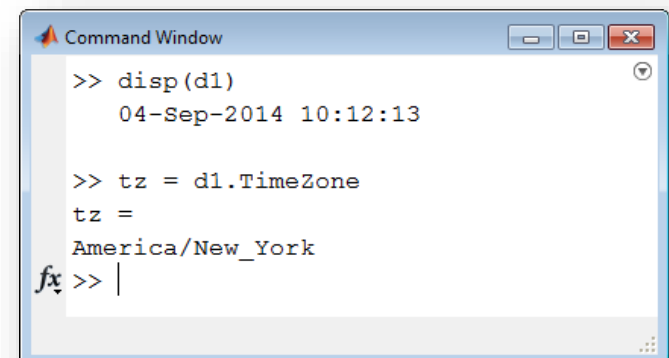 Command Window
>> disp(d1)
04-Sep-2014 10:12:13
>> tz = d1.TimeZone
tz =
America/New_York
fx >>